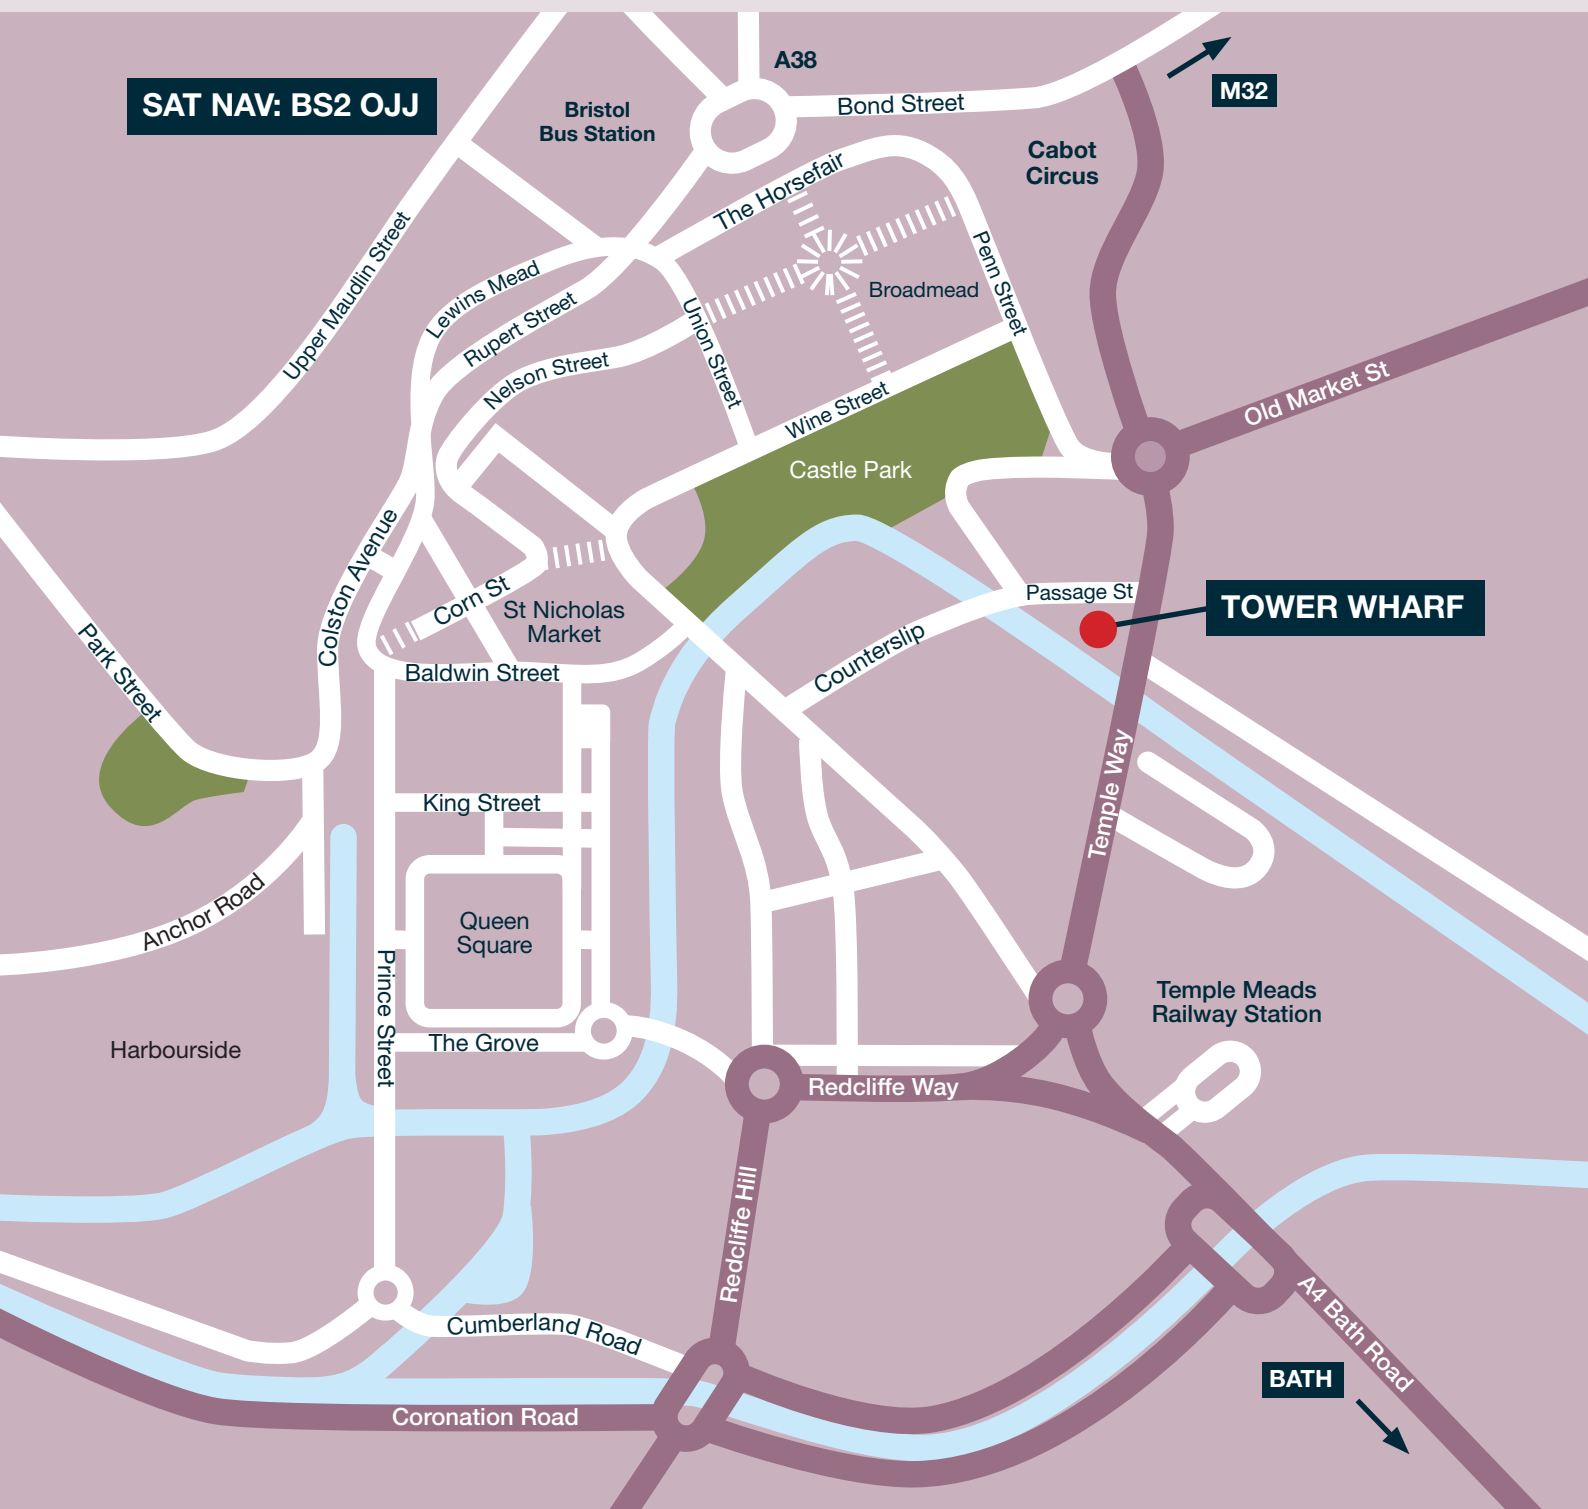 A38
SAT NAV: BS2 OJJ
M32
Bristol
Bus Station
Bond Street
Cabot
Circus
The Horsefair
Upper Maudlin Street
Lewins Mead
Rupert Street
Penn Street
Broadmead
Union Street
Nelson Street
Wine Street
Old Market St
Castle Park
Colston Avenue
Corn St
St Nicholas
Market
Passage St
TOWER WHARF
Park Street
Baldwin Street
Counterslip
Temple Way
King Street
Anchor Road
Queen
Square
Prince Street
Temple Meads
Railway Station
Harbourside
The Grove
Redcliffe Way
Redcliffe Hill
Cumberland Road
A4 Bath Road
BATH
Coronation Road